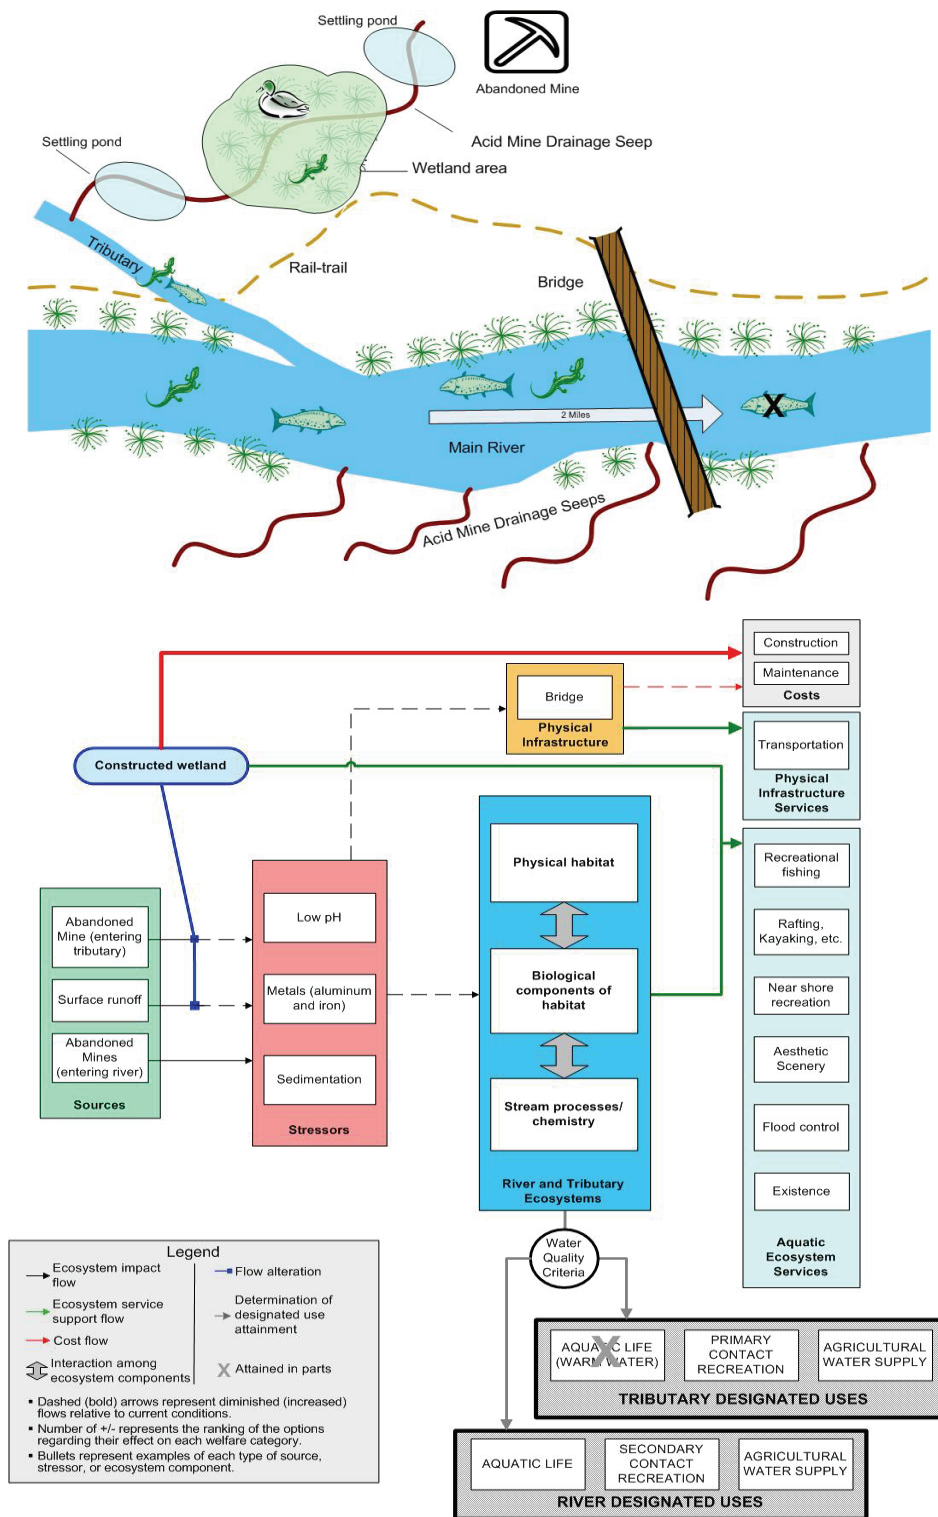 Settling pond
Abandoned Mine
Acid Mine Drainage Seep
Settling pond
Wetland area
Tributary
Rail-trail
Bridge
2 Miles
Main River
Acid Mine Drainage Seeps
Construction
Maintenance
Costs
Bridge
Physical
Infrastructure
Transportation
Physical
Infrastructure
Services
Constructed wetland
Physical habitat
Recreational
fishing
Abandoned
Mine (entering
tributary)
Low pH
Rafting,
Kayaking, etc.
Biological
components of
habitat
Surface runoff
Metals (aluminum
and iron)
Near shore
recreation
Abandoned
Mines
(entering river)
Sedimentation
Aesthetic
Scenery
Sources
Stressors
Stream processes/
chemistry
Flood control
River and Tributary
Ecosystems
Existence
Water
Quality
Criteria
Aquatic
Ecosystem
Services
Legend
Ecosystem impact
flow
Ecosystem service
support flow
Cost flow
Interaction among
ecosystem components
Flow alteration
Determination of
designated use
attainment
X Attained in parts
▪ Dashed (bold) arrows represent diminished (increased)
flows relative to current conditions.
▪ Number of +/- represents the ranking of the options
regarding their effect on each welfare category.
▪ Bullets represent examples of each type of source,
stressor, or ecosystem component.
AQUATIC LIFE
(WARM WATER)
PRIMARY
CONTACT
RECREATION
AGRICULTURAL
WATER SUPPLY
TRIBUTARY DESIGNATED USES
AQUATIC LIFE
SECONDARY
CONTACT
RECREATION
AGRICULTURAL
WATER SUPPLY
RIVER DESIGNATED USES